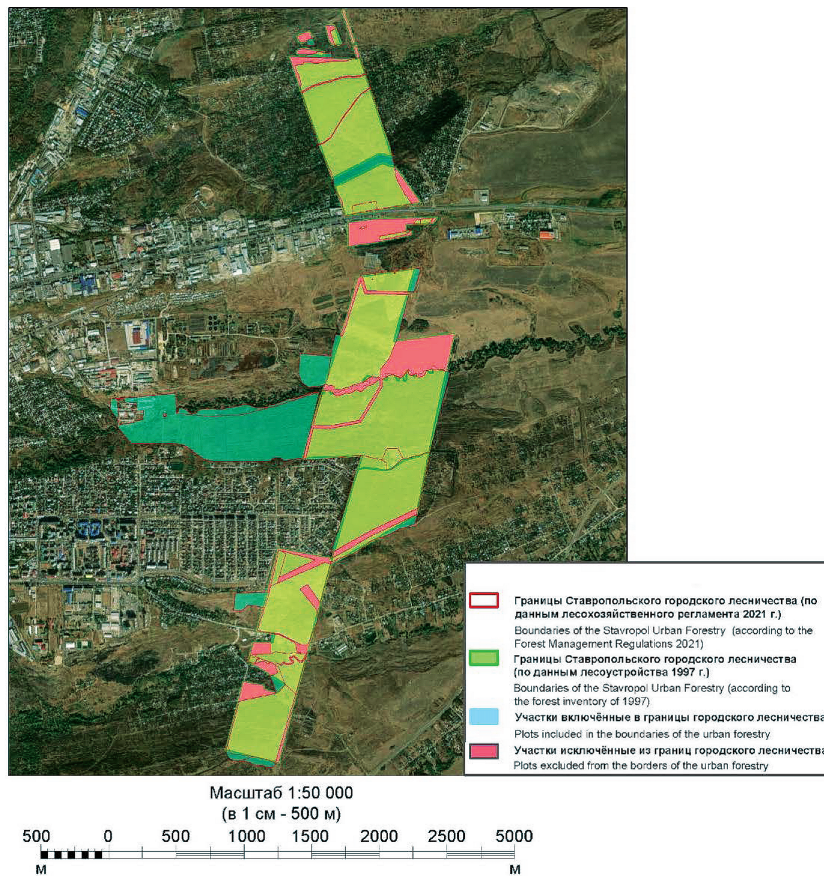 Границы Ставропольского городского лесничества (по
данным лесохозяйственного регламента 2021 г.)
Boundaries of the Stavropol Urban Forestry (according to the
Forest Management Regulations 2021)
Границы Ставропольского городского лесничества
(по данным лесоустройства 1997 г.)
Boundaries of the Stavropol Urban Forestry (according to
the forest inventory of 1997)
Участки включённые в границы городского лесничества
Plots included in the boundaries of the urban forestry
Участки исключённые из границ городского лесничества
Plots excluded from the borders of the urban forestry
Масштаб 1:50 000
(в 1 см - 500 м)
500 0 500 1000 1500 2000 2500 5000
м м